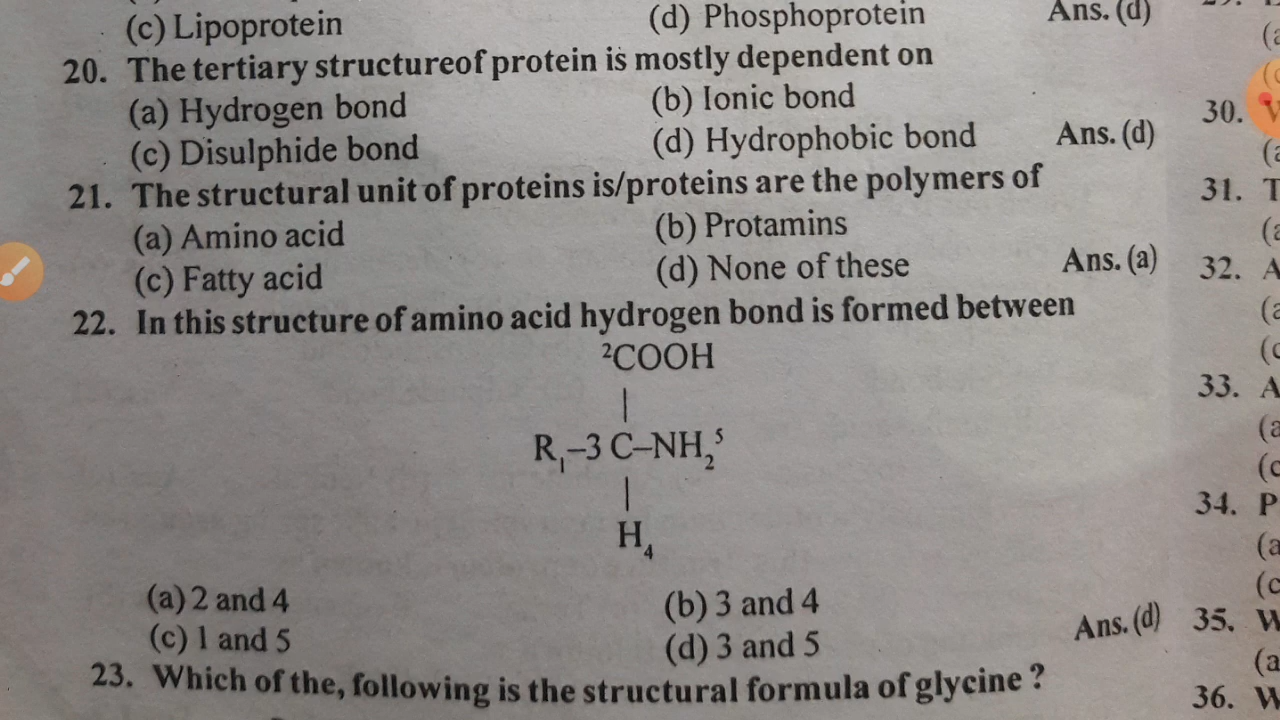 (c) Lipoprotein (d) Phosphoprotein Ans. (d)
20. The tertiary structureof protein is mostly dependent on
(a) Hydrogen bond (b) Ionic bond
(c) Disulphide bond (d) Hydrophobic bond Ans. (d)
21. The structural unit of proteins is/proteins are the polymers of
(a) Amino acid (b) Protamins
(c) Fatty acid (d) None of these Ans. (a)
22. In this structure of amino acid hydrogen bond is formed between
²COOH
|
R₁–3 C–NH₂⁵
|
H₄
(a) 2 and 4 (b) 3 and 4
(c) 1 and 5 (d) 3 and 5 Ans. (d)
23. Which of the, following is the structural formula of glycine ?
30.
31. T
32. A
33. A
34. P
35. W
36. W